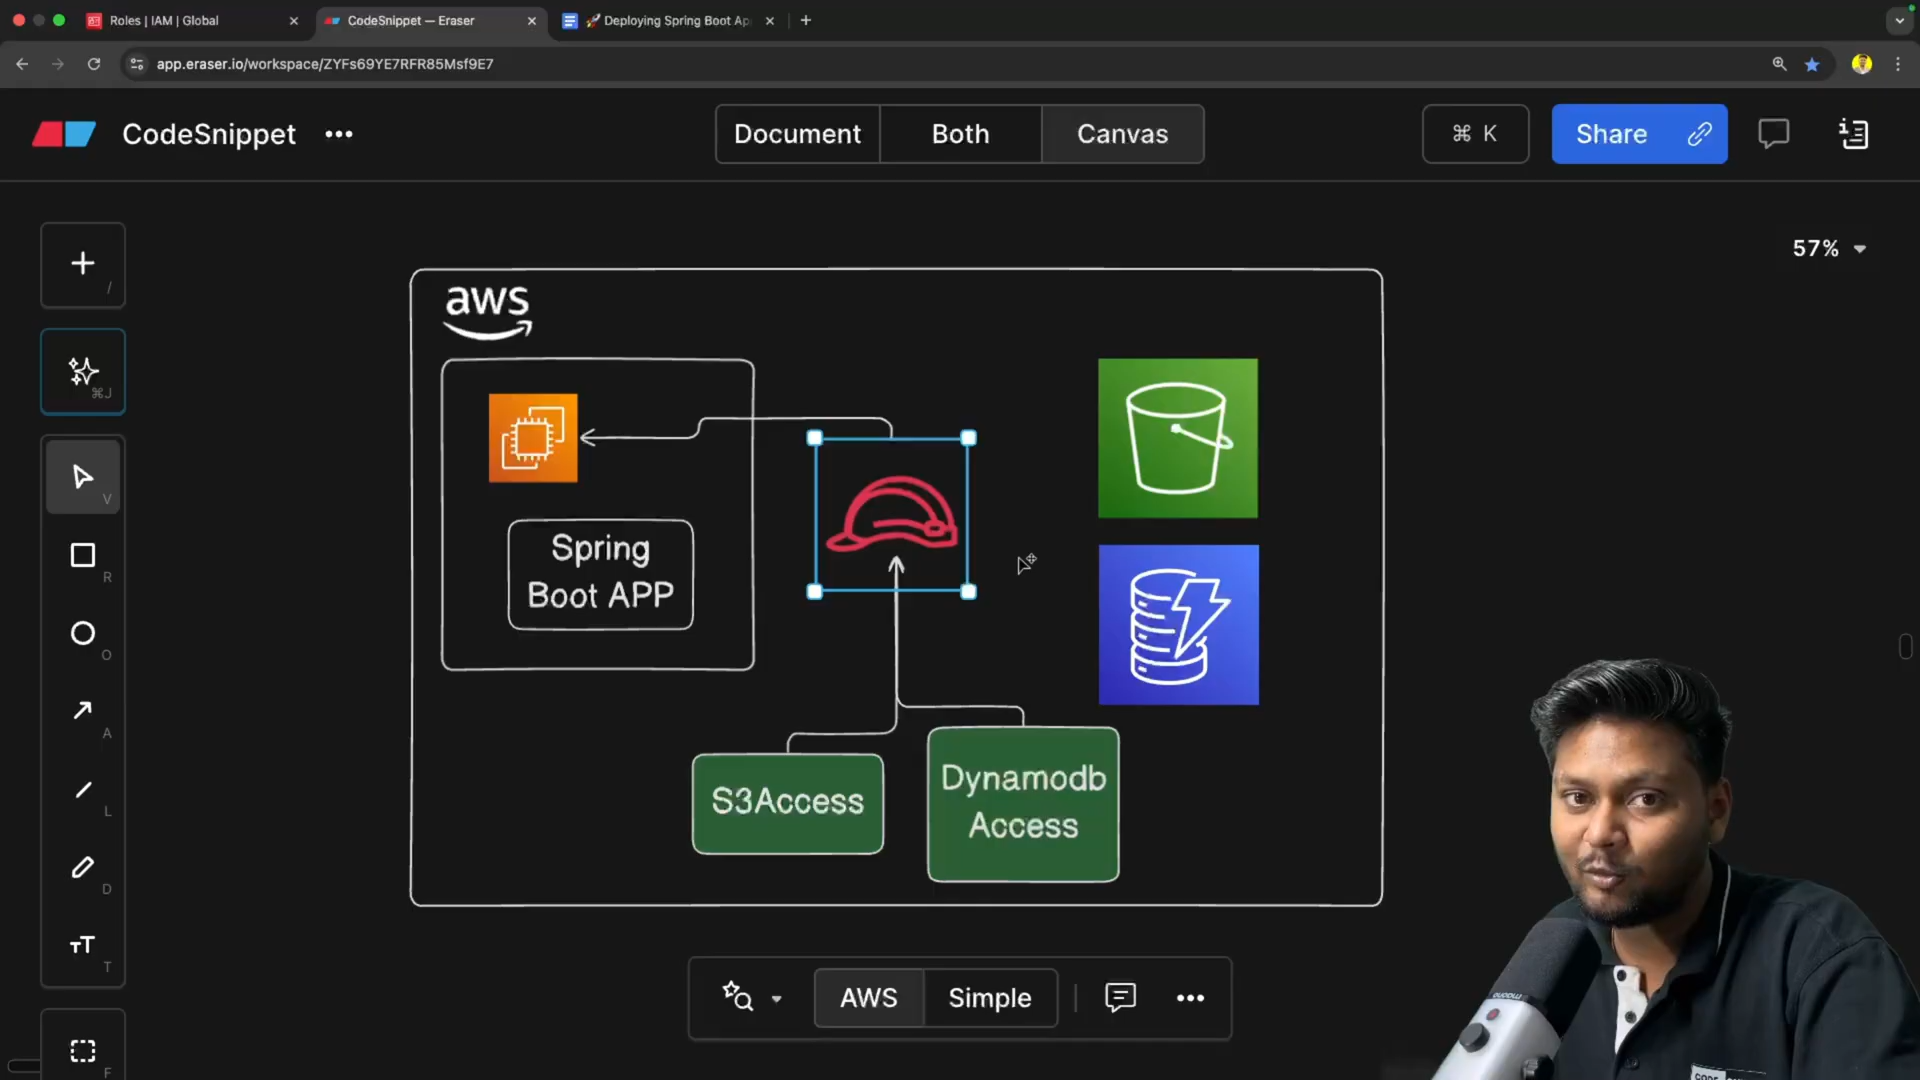 Roles | IAM | Global
CodeSnippet — Eraser
🚀 Deploying Spring Boot Ap
app.eraser.io/workspace/ZYFs69YE7RFR85Msf9E7
CodeSnippet
Document
Both
Canvas
⌘ K
Share
57%
/
⌘J
V
R
O
A
L
D
T
F
aws
Spring
Boot APP
S3Access
Dynamodb
Access
AWS
Simple